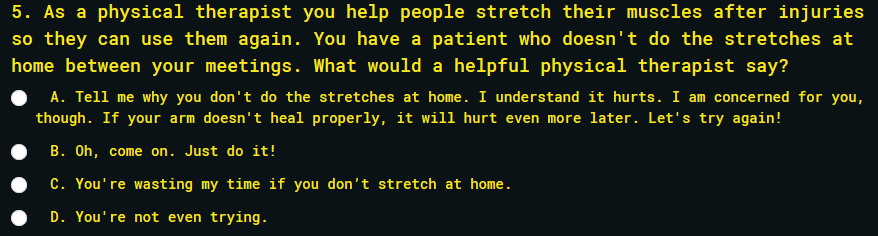 5. As a physical therapist you help people stretch their muscles after injuries
so they can use them again. You have a patient who doesn't do the stretches at
home between your meetings. What would a helpful physical therapist say?
A. Tell me why you don't do the stretches at home. I understand it hurts. I am concerned for you,
though. If your arm doesn't heal properly, it will hurt even more later. Let's try again!
B. Oh, come on. Just do it!
C. You're wasting my time if you don’t stretch at home.
D. You're not even trying.